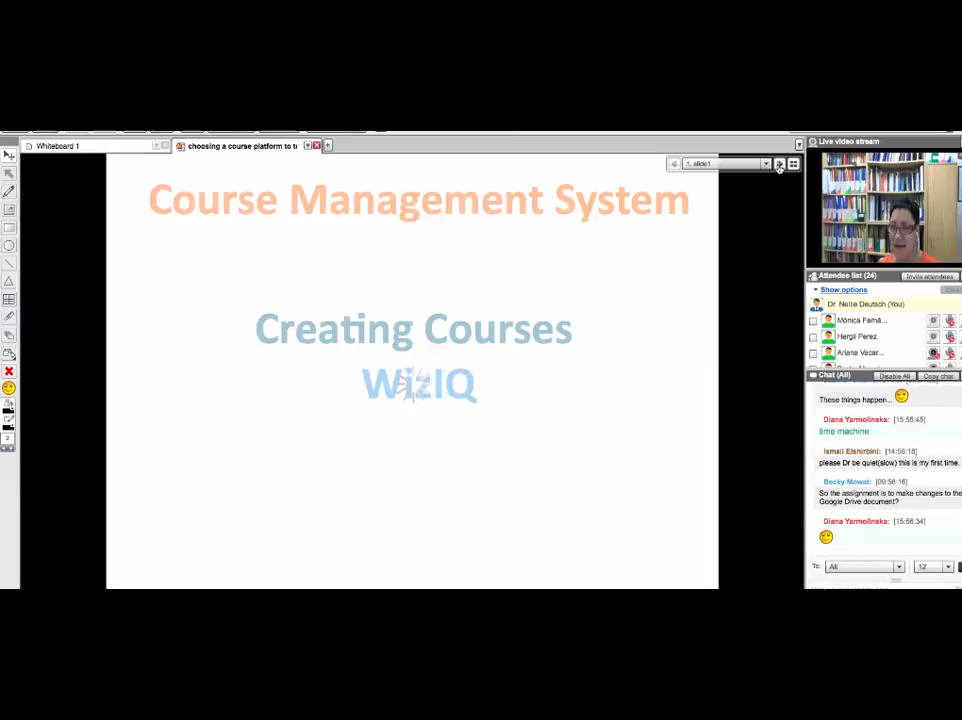 Whiteboard 1
choosing a course platform to t
1. slide1
Course Management System
Creating Courses
WizIQ
Live video stream
Attendee list (24)
Invite attendees
Show options
Dr Nellie Deutsch (You)
Mónica Ferná...
Hergil Perez
Ariana Vacar...
Chat (All)
Disable All
Copy chat
These things happen...
Diana Yarmolinska: [15:56:45]
time machine
Ismail Elshirbini: [14:56:18]
please Dr be quiet(slow) this is my first time.
Becky Mowat: [09:56:16]
So the assignment is to make changes to the
Google Drive document?
Diana Yarmolinska: [15:56:34]
To:
All
12
2